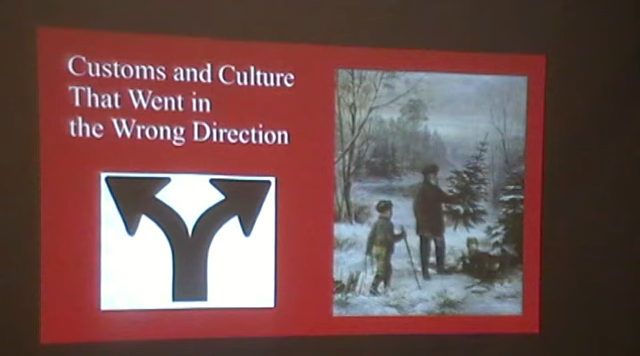 Customs and Culture
That Went in
the Wrong Direction